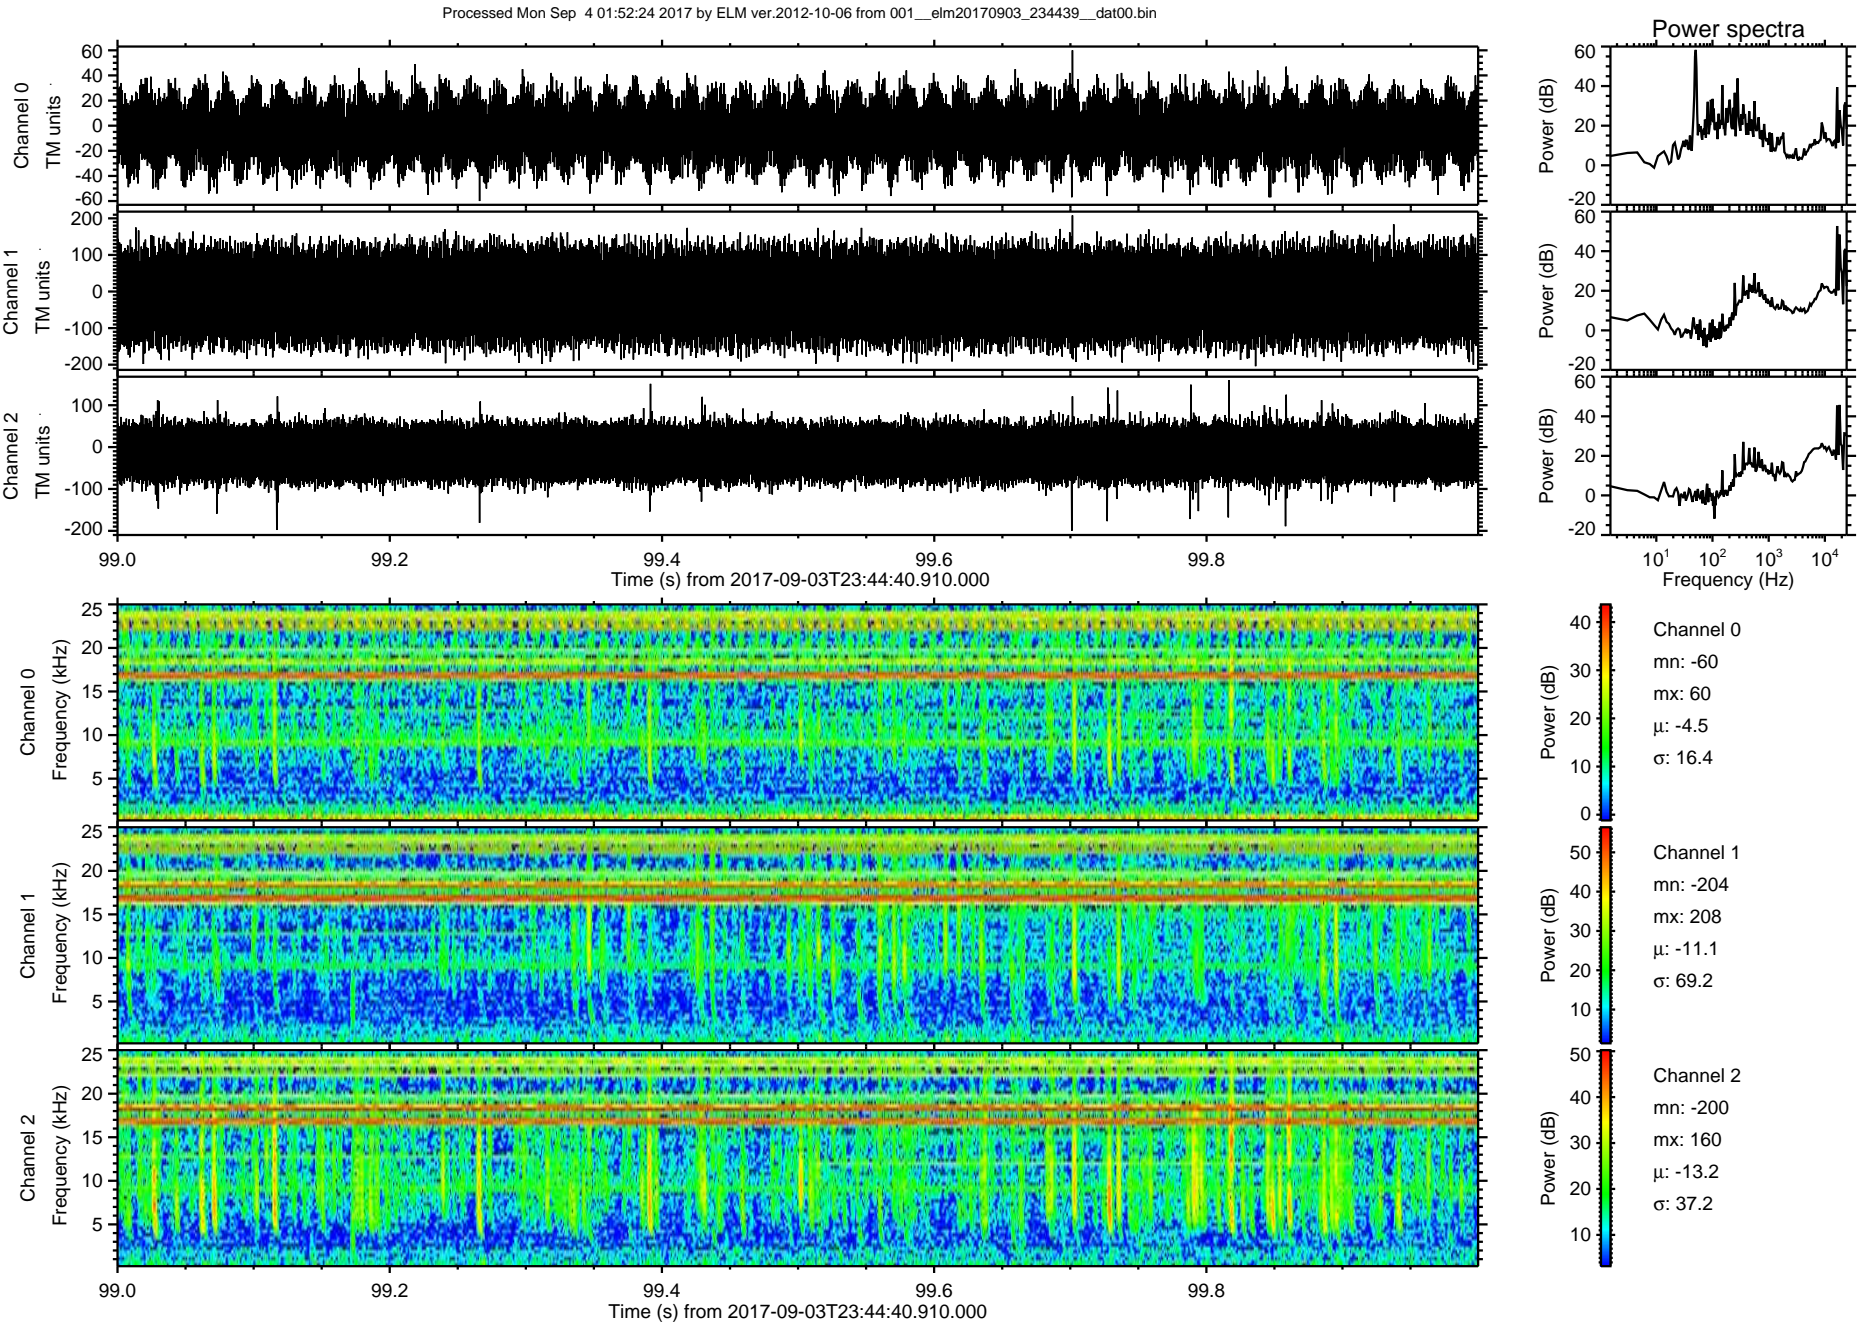 Processed Mon Sep  4 01:52:24 2017 by ELM ver.2012-10-06 from 001__elm20170903_234439__dat00.bin
Power spectra
Channel 0
TM units
60
40
20
0
-20
-40
-60
Power (dB)
60
40
20
0
-20
Channel 1
TM units
200
100
0
-100
-200
Power (dB)
60
40
20
0
-20
Channel 2
TM units
100
0
-100
-200
Power (dB)
60
40
20
0
-20
99.0 99.2 99.4 99.6 99.8
Time (s) from 2017-09-03T23:44:40.910.000
10^1 10^2 10^3 10^4
Frequency (Hz)
Channel 0
Frequency (kHz)
25
20
15
10
5
Power (dB)
40
30
20
10
0
Channel 0
mn: -60
mx: 60
µ: -4.5
σ: 16.4
Channel 1
Frequency (kHz)
25
20
15
10
5
Power (dB)
50
40
30
20
10
Channel 1
mn: -204
mx: 208
µ: -11.1
σ: 69.2
Channel 2
Frequency (kHz)
25
20
15
10
5
Power (dB)
50
40
30
20
10
Channel 2
mn: -200
mx: 160
µ: -13.2
σ: 37.2
99.0 99.2 99.4 99.6 99.8
Time (s) from 2017-09-03T23:44:40.910.000